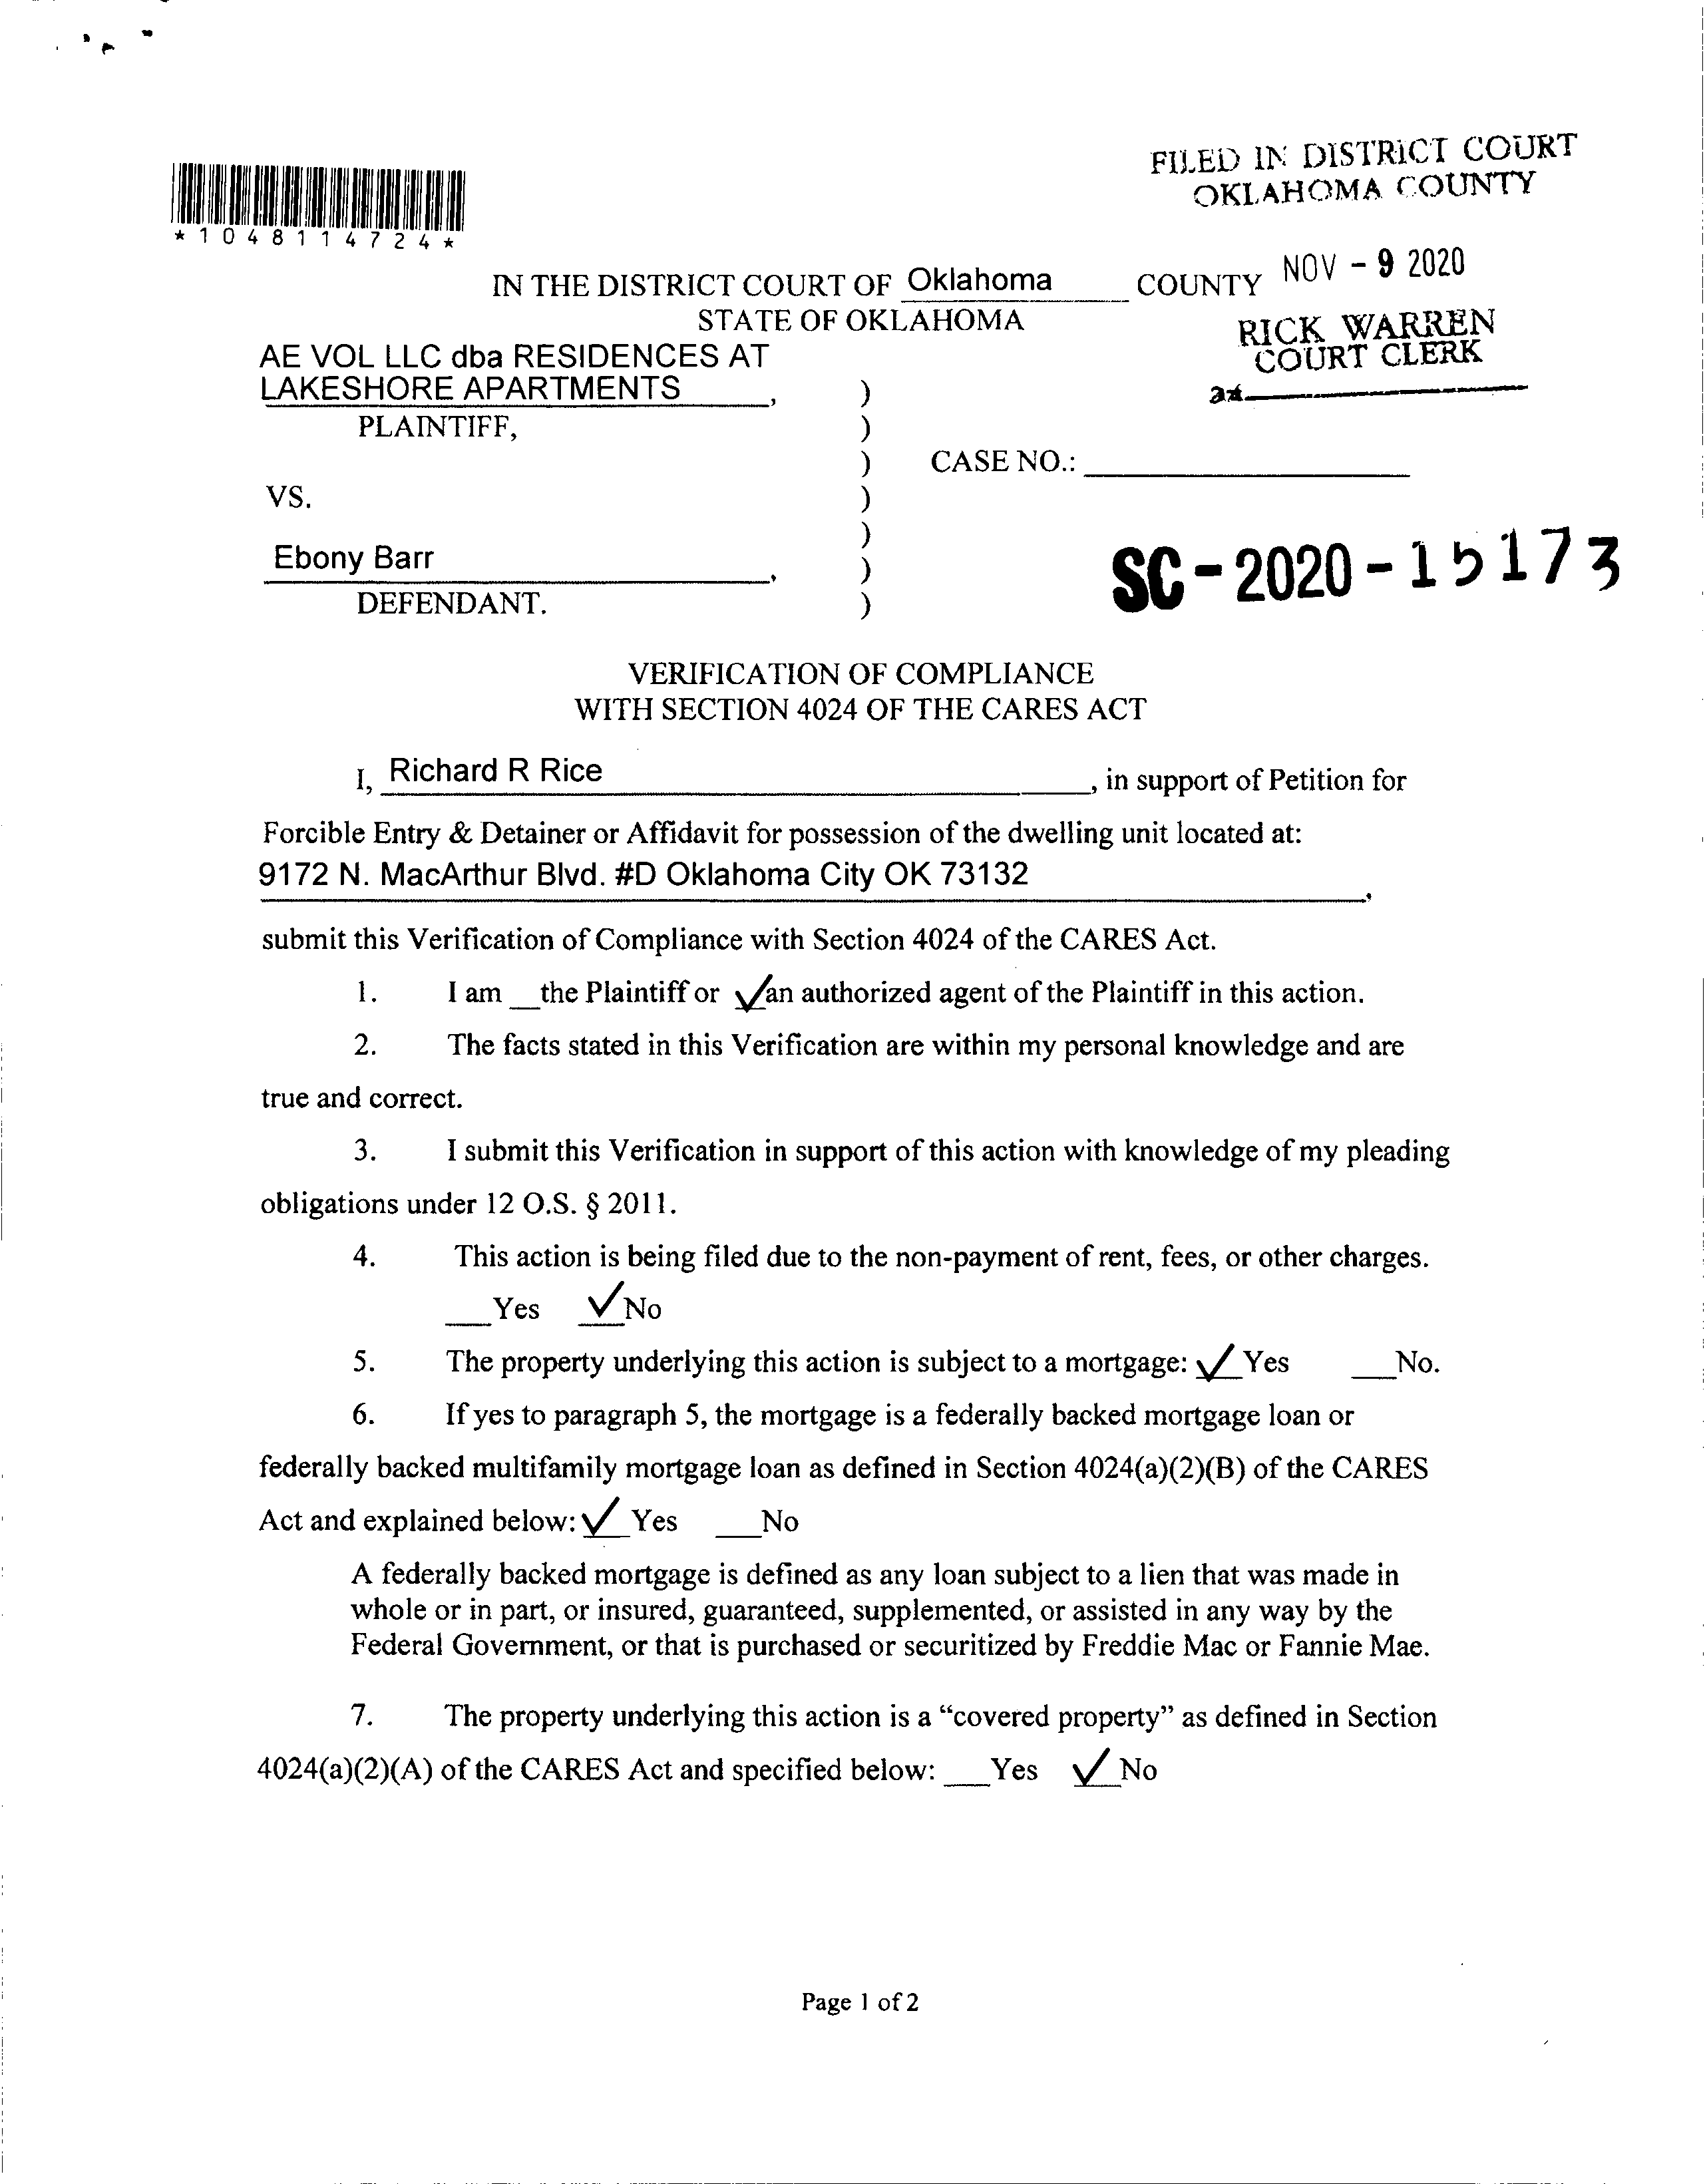 FILED IN DISTRICT COURT
OKLAHOMA COUNTY
*1048114724*
IN THE DISTRICT COURT OF Oklahoma COUNTY NOV - 9 2020
STATE OF OKLAHOMA
RICK WARREN
COURT CLERK
AE VOL LLC dba RESIDENCES AT
LAKESHORE APARTMENTS, )
PLAINTIFF, )
) CASE NO.:
VS. )
)
Ebony Barr, )
DEFENDANT. )
SC-2020-15173
VERIFICATION OF COMPLIANCE
WITH SECTION 4024 OF THE CARES ACT
I, Richard R Rice, in support of Petition for
Forcible Entry & Detainer or Affidavit for possession of the dwelling unit located at:
9172 N. MacArthur Blvd. #D Oklahoma City OK 73132,
submit this Verification of Compliance with Section 4024 of the CARES Act.
1. I am __the Plaintiff or ✓an authorized agent of the Plaintiff in this action.
2. The facts stated in this Verification are within my personal knowledge and are
true and correct.
3. I submit this Verification in support of this action with knowledge of my pleading
obligations under 12 O.S. § 2011.
4. This action is being filed due to the non-payment of rent, fees, or other charges.
___Yes ✓No
5. The property underlying this action is subject to a mortgage: ✓Yes ___No.
6. If yes to paragraph 5, the mortgage is a federally backed mortgage loan or
federally backed multifamily mortgage loan as defined in Section 4024(a)(2)(B) of the CARES
Act and explained below: ✓ Yes ___No
A federally backed mortgage is defined as any loan subject to a lien that was made in
whole or in part, or insured, guaranteed, supplemented, or assisted in any way by the
Federal Government, or that is purchased or securitized by Freddie Mac or Fannie Mae.
7. The property underlying this action is a “covered property” as defined in Section
4024(a)(2)(A) of the CARES Act and specified below: ___Yes ✓No
Page 1 of 2